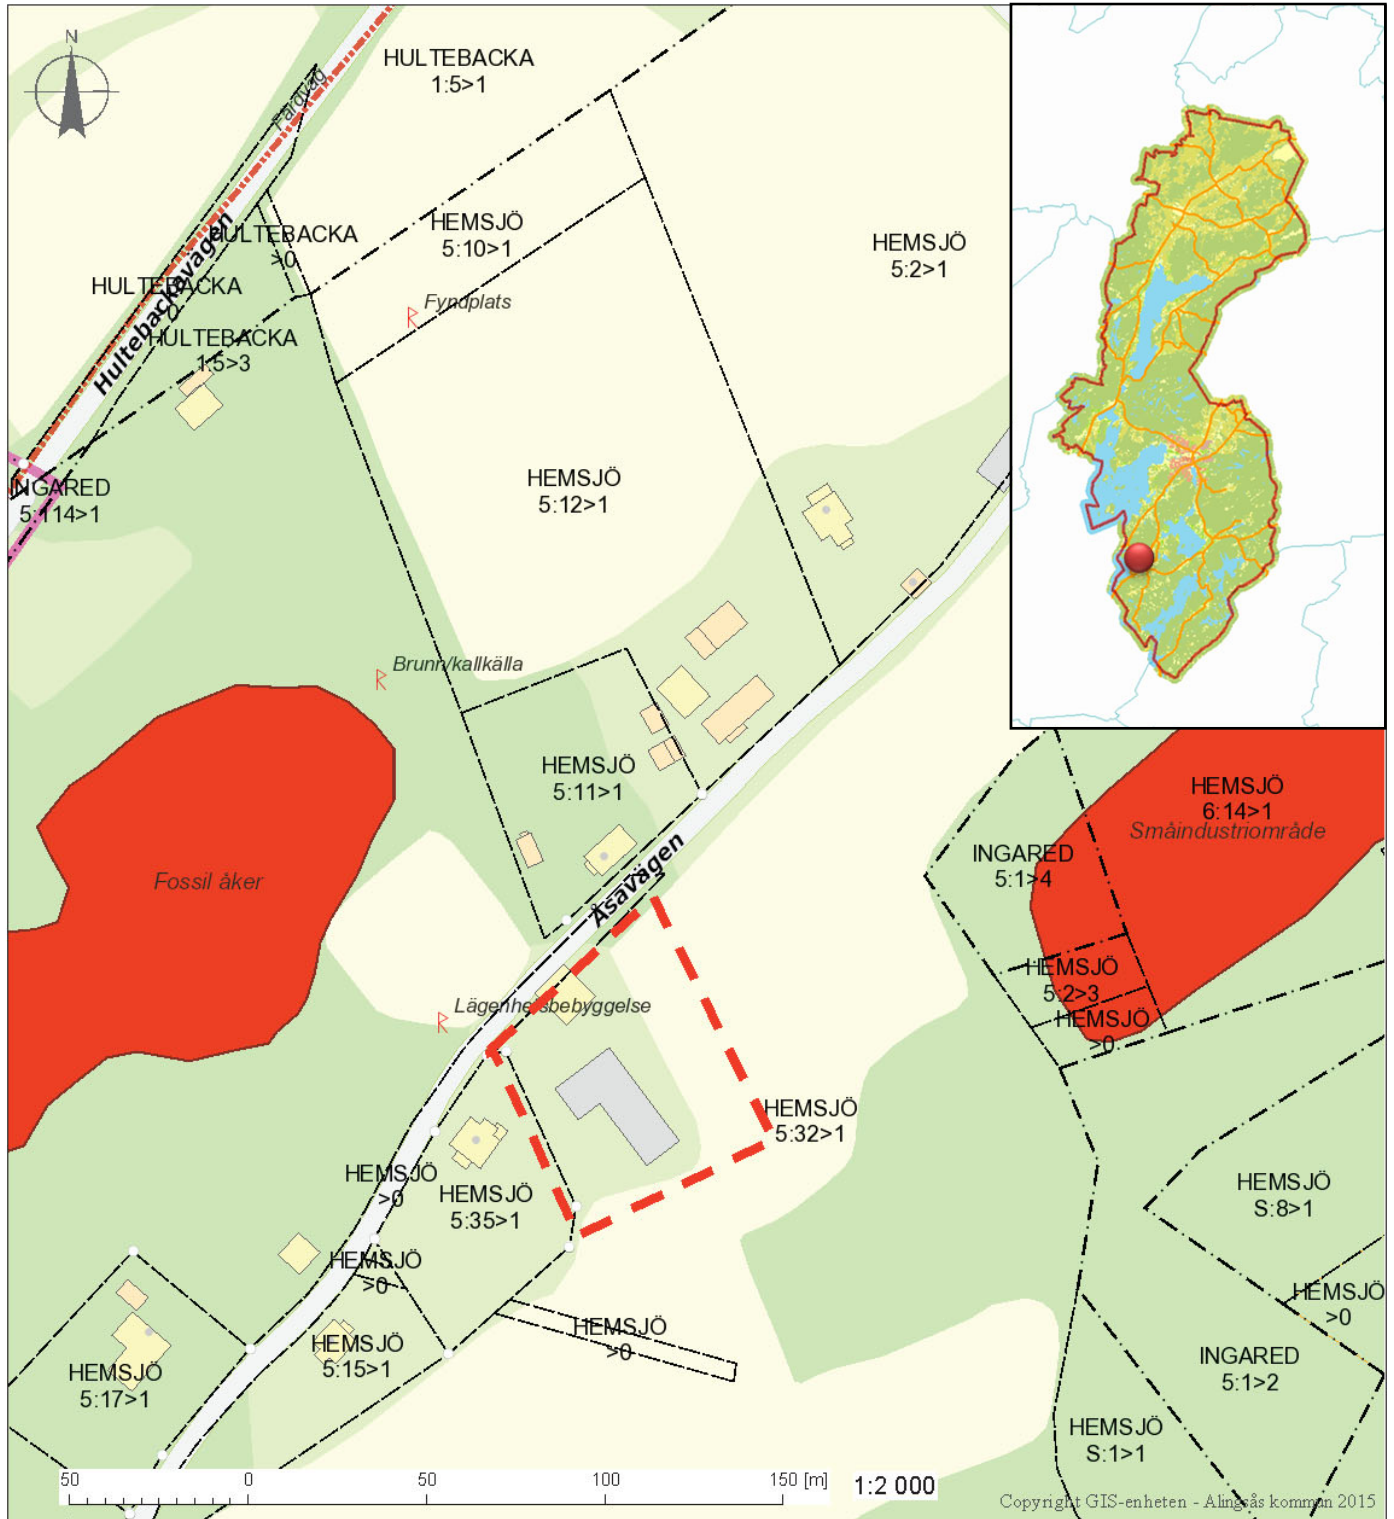 N
HULTEBACKA
1:5>1
Färdväg
HULTEBACKA
>0
HEMSJÖ
5:10>1
HEMSJÖ
5:2>1
HULTEBACKA
>0
Hultebackavägen
Fyndplats
HULTEBACKA
1:5>3
INGARED
5:114>1
HEMSJÖ
5:12>1
Brunn/kallkälla
HEMSJÖ
5:11>1
HEMSJÖ
6:14>1
Småindustriområde
INGARED
5:1>4
Fossil åker
Åsavägen
HEMSJÖ
5:2>3
HEMSJÖ
>0
Lägenhetsbebyggelse
HEMSJÖ
5:32>1
HEMSJÖ
>0
HEMSJÖ
5:35>1
HEMSJÖ
S:8>1
HEMSJÖ
>0
HEMSJÖ
>0
HEMSJÖ
>0
HEMSJÖ
5:15>1
HEMSJÖ
5:17>1
INGARED
5:1>2
HEMSJÖ
S:1>1
50 0 50 100 150 [m]
1:2 000
Copyright GIS-enheten - Alingsås kommun 2015